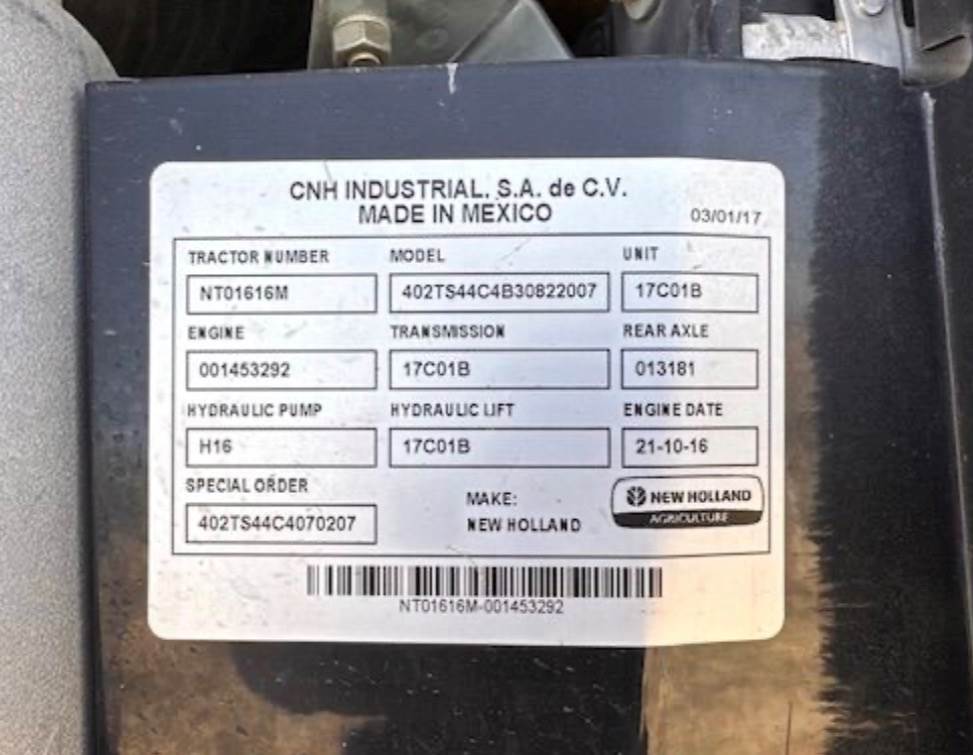 CNH INDUSTRIAL. S.A. de C.V.
MADE IN MEXICO
03/01/17
TRACTOR NUMBER MODEL UNIT
NT01616M 402TS44C4B30822007 17C01B
ENGINE TRANSMISSION REAR AXLE
001453292 17C01B 013181
HYDRAULIC PUMP HYDRAULIC LIFT ENGINE DATE
H16 17C01B 21-10-16
SPECIAL ORDER
402TS44C4070207
MAKE:
NEW HOLLAND
NEW HOLLAND
AGRICULTURE
NT01616M-001453292